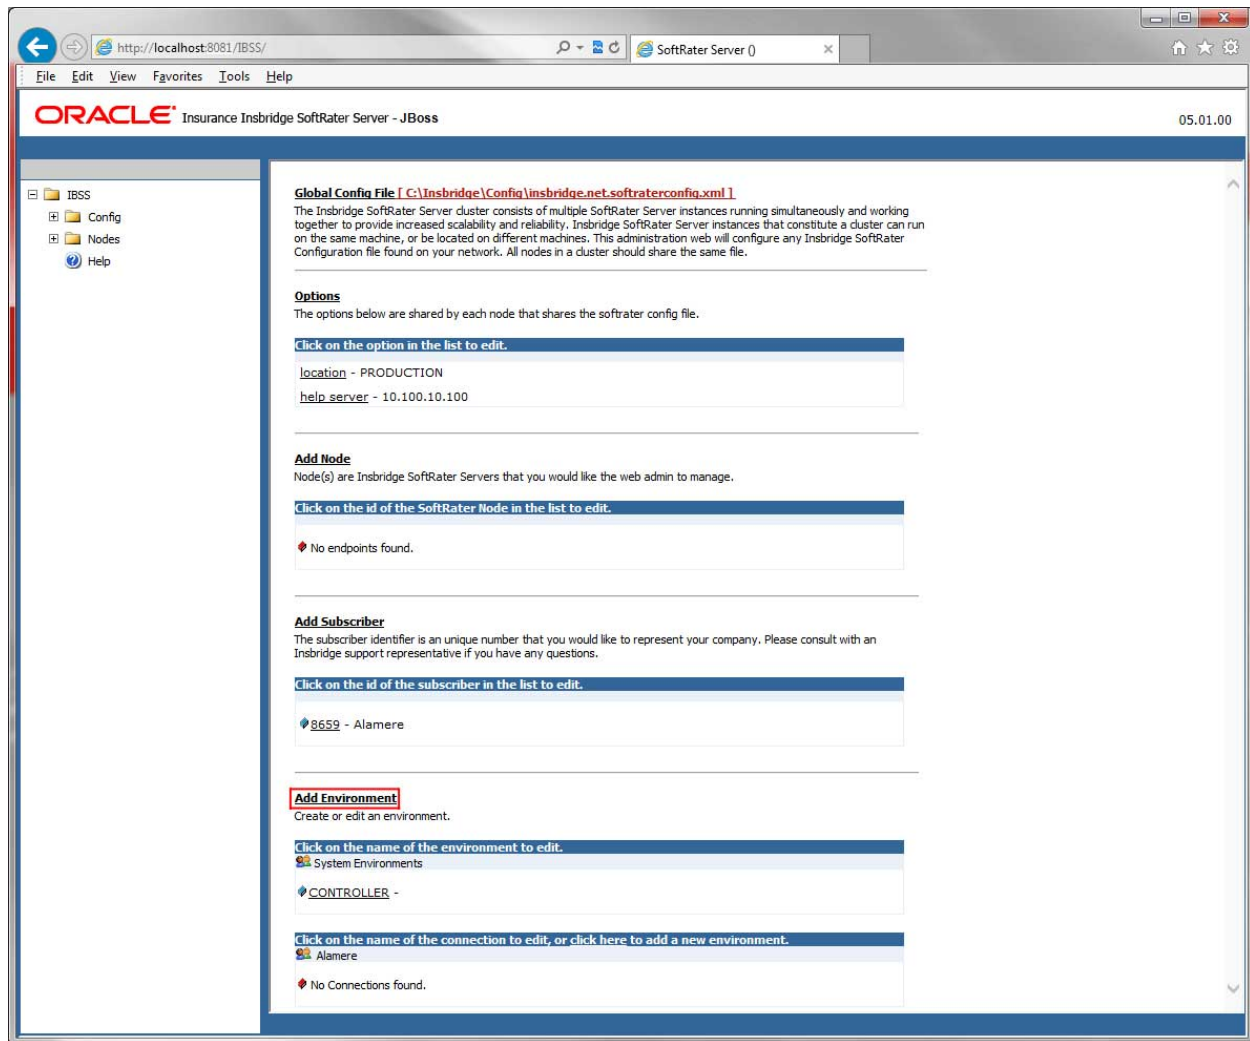 http://localhost:8081/IBSS/
SoftRater Server ()
File Edit View Favorites Tools Help
ORACLE Insurance Insbridge SoftRater Server - JBoss
05.01.00
IBSS
Config
Nodes
Help
Global Config File [ C:\Insbridge\Config\insbridge.net.softraterconfig.xml ]
The Insbridge SoftRater Server cluster consists of multiple SoftRater Server instances running simultaneously and working
together to provide increased scalability and reliability. Insbridge SoftRater Server instances that constitute a cluster can run
on the same machine, or be located on different machines. This administration web will configure any Insbridge SoftRater
Configuration file found on your network. All nodes in a cluster should share the same file.
Options
The options below are shared by each node that shares the softrater config file.
Click on the option in the list to edit.
location - PRODUCTION
help server - 10.100.10.100
Add Node
Node(s) are Insbridge SoftRater Servers that you would like the web admin to manage.
Click on the id of the SoftRater Node in the list to edit.
No endpoints found.
Add Subscriber
The subscriber identifier is an unique number that you would like to represent your company. Please consult with an
Insbridge support representative if you have any questions.
Click on the id of the subscriber in the list to edit.
8659 - Alamere
Add Environment
Create or edit an environment.
Click on the name of the environment to edit.
System Environments
CONTROLLER -
Click on the name of the connection to edit, or click here to add a new environment.
Alamere
No Connections found.